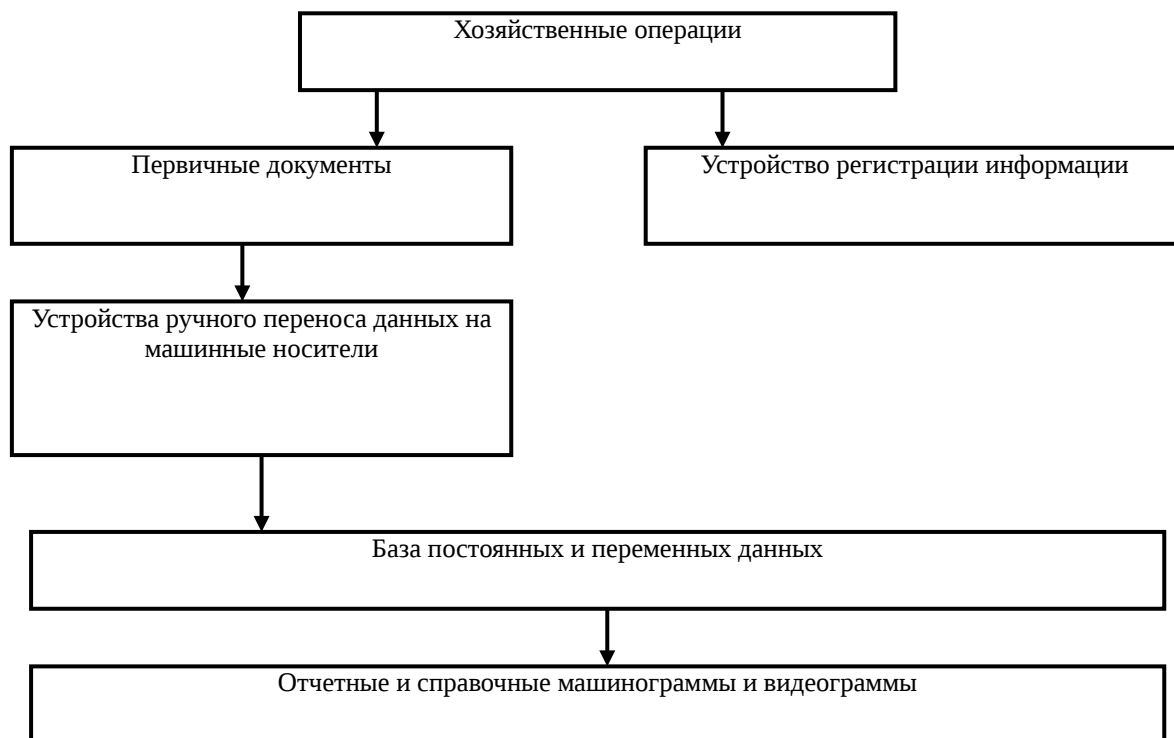 Хозяйственные операции
Первичные документы
Устройство регистрации информации
Устройства ручного переноса данных на
машинные носители
База постоянных и переменных данных
Отчетные и справочные машинограммы и видеограммы